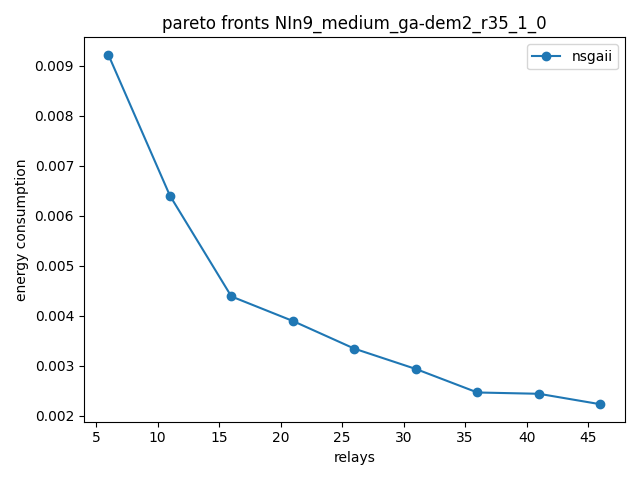 pareto fronts NIn9_medium_ga-dem2_r35_1_0
nsgaii
0.009
0.008
0.007
0.006
0.005
0.004
0.003
0.002
energy consumption
5 10 15 20 25 30 35 40 45
relays